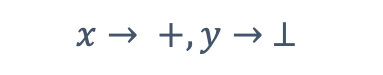 x → +, y → ⊥